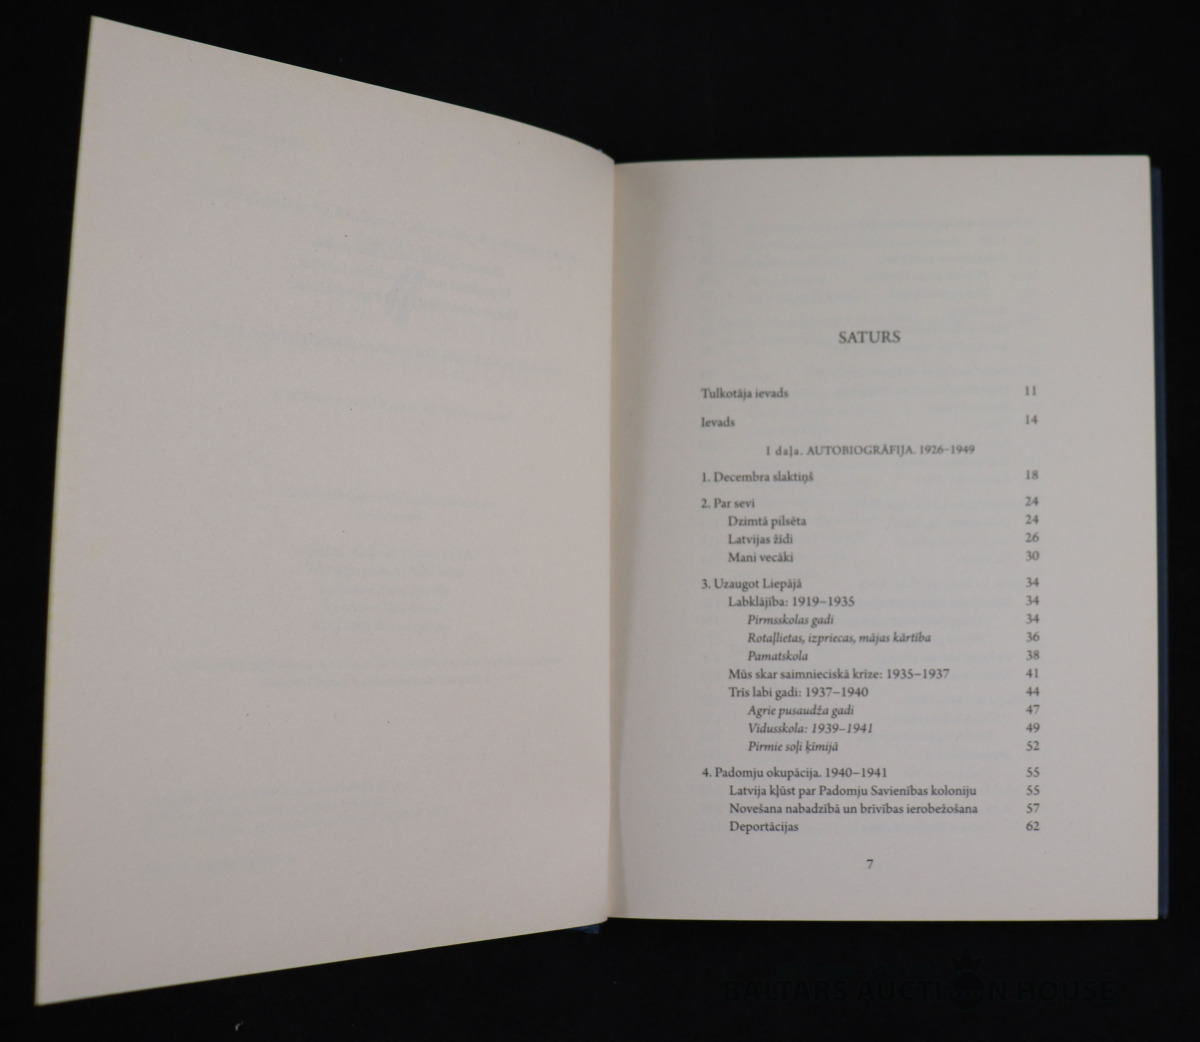 SATURS
Tulkotāja ievads 11
Ievads 14
I daļa. AUTOBIOGRĀFIJA. 1926–1949
1. Decembra slaktiņš 18
2. Par sevi 24
Dzimtā pilsēta 24
Latvijas žīdi 26
Mani vecāki 30
3. Uzaugot Liepājā 34
Labklājība: 1919–1935 34
Pirmsskolas gadi 34
Rotaļlietas, izpriecas, mājas kārtība 36
Pamatskola 38
Mūs skar saimnieciskā krīze: 1935–1937 41
Trīs labi gadi: 1937–1940 44
Agrie pusaudža gadi 47
Vidusskola: 1939–1941 49
Pirmie soļi ķīmijā 52
4. Padomju okupācija. 1940–1941 55
Latvija kļūst par Padomju Savienības koloniju 55
Novešana nabadzībā un brīvības ierobežošana 57
Deportācijas 62
7
BALTARS AUCTION HOUSE